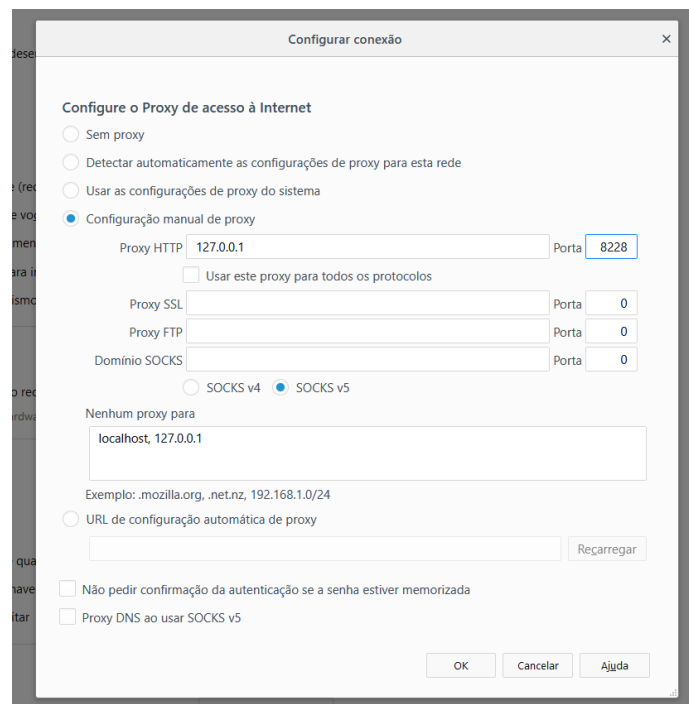 Configurar conexão
Configure o Proxy de acesso à Internet
Sem proxy
Detectar automaticamente as configurações de proxy para esta rede
Usar as configurações de proxy do sistema
Configuração manual de proxy
Proxy HTTP 127.0.0.1 Porta 8228
Usar este proxy para todos os protocolos
Proxy SSL Porta 0
Proxy FTP Porta 0
Domínio SOCKS Porta 0
SOCKS v4 SOCKS v5
Nenhum proxy para
localhost, 127.0.0.1
Exemplo: .mozilla.org, .net.nz, 192.168.1.0/24
URL de configuração automática de proxy
Recarregar
Não pedir confirmação da autenticação se a senha estiver memorizada
Proxy DNS ao usar SOCKS v5
OK Cancelar Ajuda